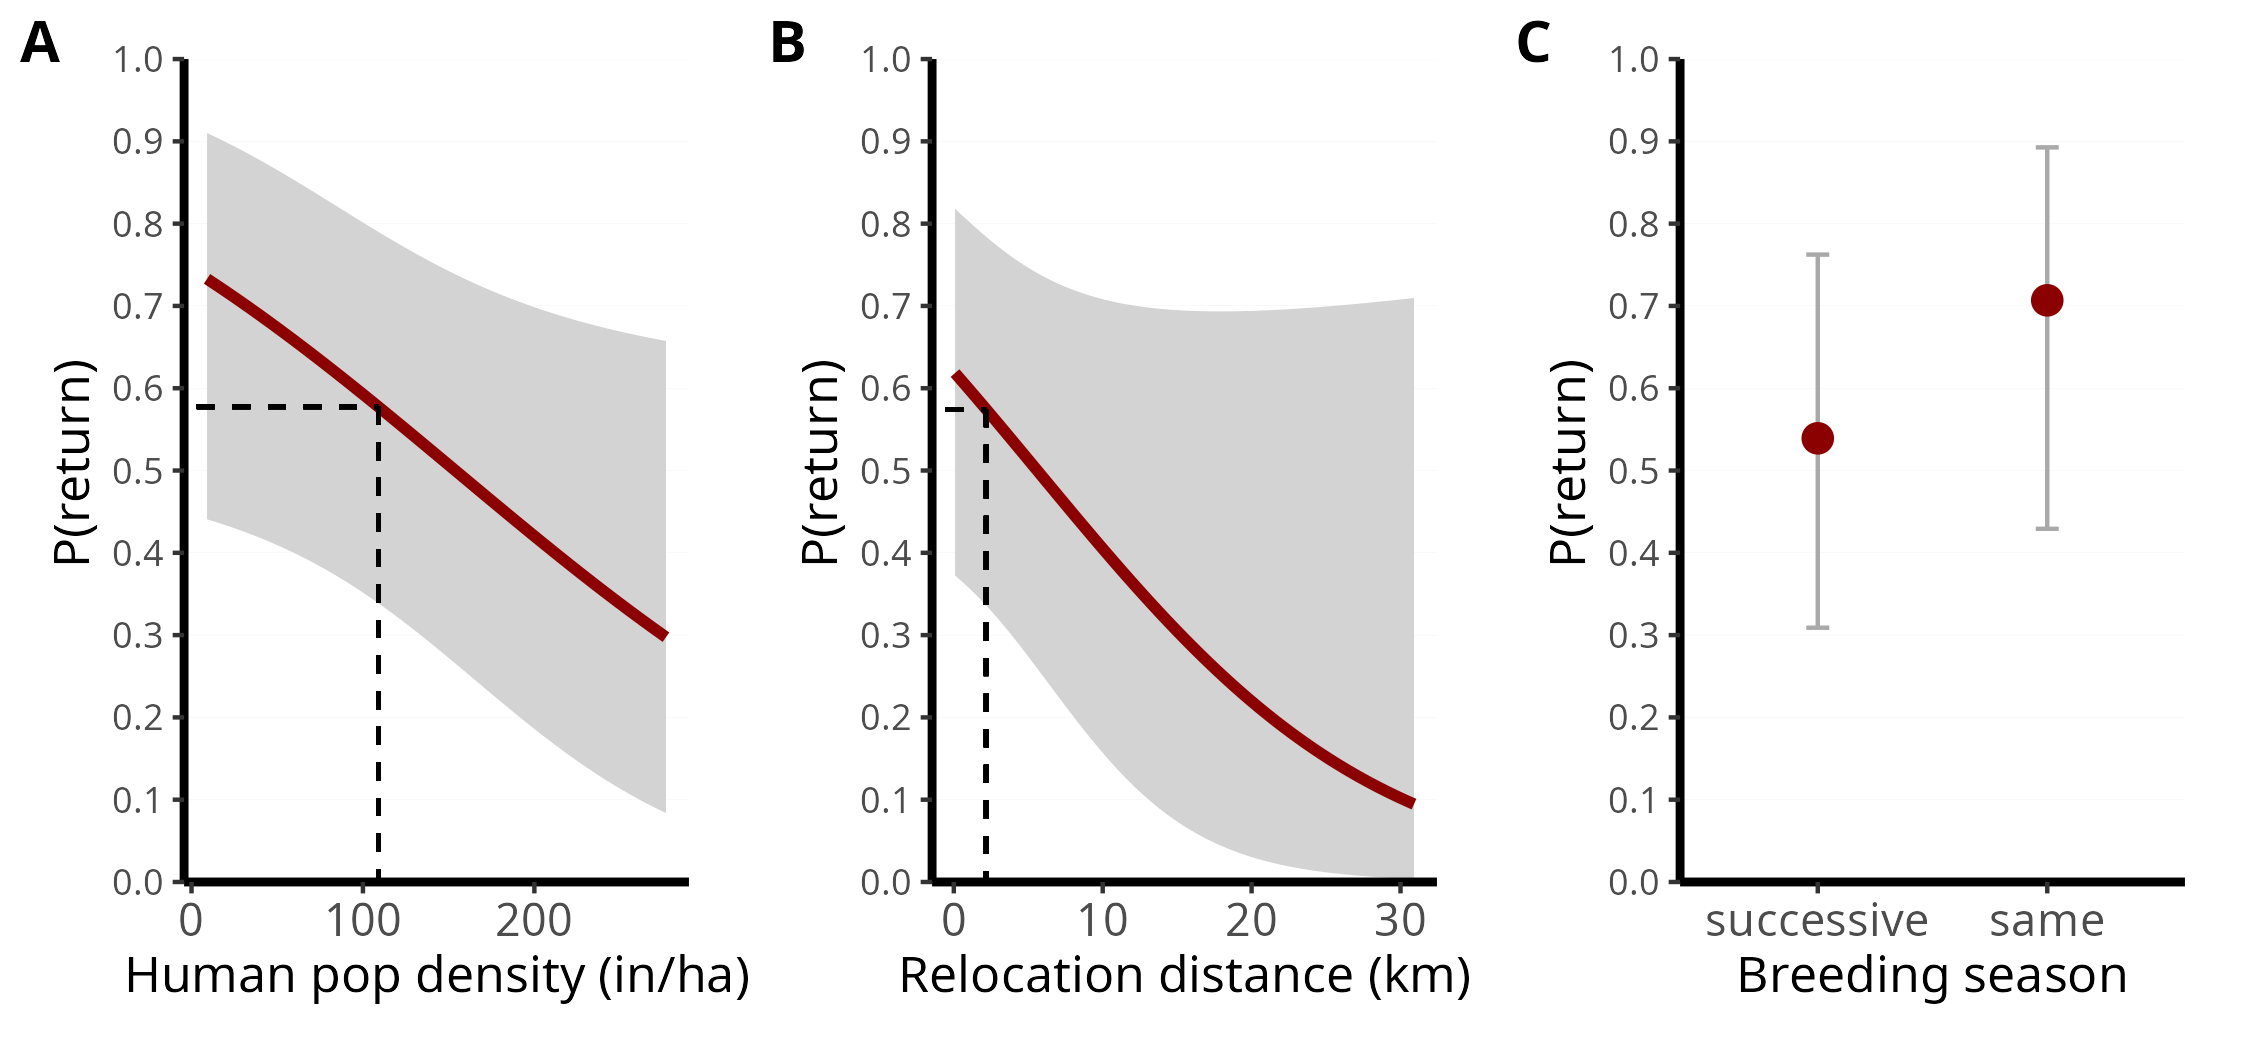 A
1.0
0.9
0.8
0.7
0.6
0.5
0.4
0.3
0.2
0.1
0.0
P(return)
0 100 200
Human pop density (in/ha)
B
1.0
0.9
0.8
0.7
0.6
0.5
0.4
0.3
0.2
0.1
0.0
P(return)
0 10 20 30
Relocation distance (km)
C
1.0
0.9
0.8
0.7
0.6
0.5
0.4
0.3
0.2
0.1
0.0
P(return)
successive same
Breeding season